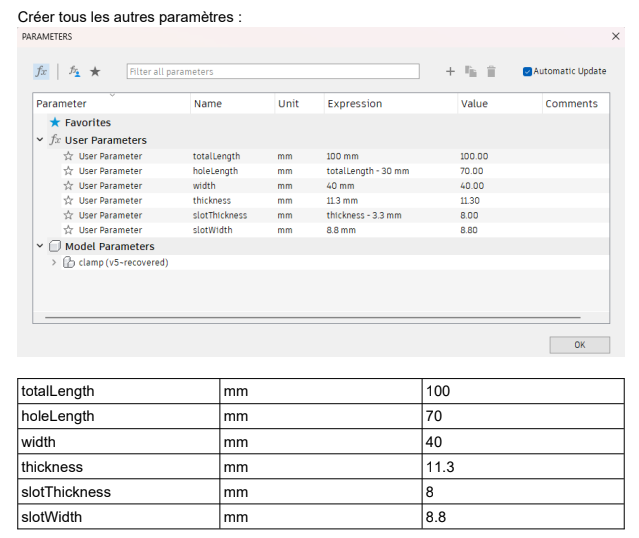 Créer tous les autres paramètres :
PARAMETERS
fx
Filter all parameters
Automatic Update
Parameter Name Unit Expression Value Comments
Favorites
fx User Parameters
User Parameter totalLength mm 100 mm 100.00
User Parameter holeLength mm totalLength - 30 mm 70.00
User Parameter width mm 40 mm 40.00
User Parameter thickness mm 11.3 mm 11.30
User Parameter slotThickness mm thickness - 3.3 mm 8.00
User Parameter slotWidth mm 8.8 mm 8.80
Model Parameters
clamp (v5~recovered)
OK
totalLength mm 100
holeLength mm 70
width mm 40
thickness mm 11.3
slotThickness mm 8
slotWidth mm 8.8